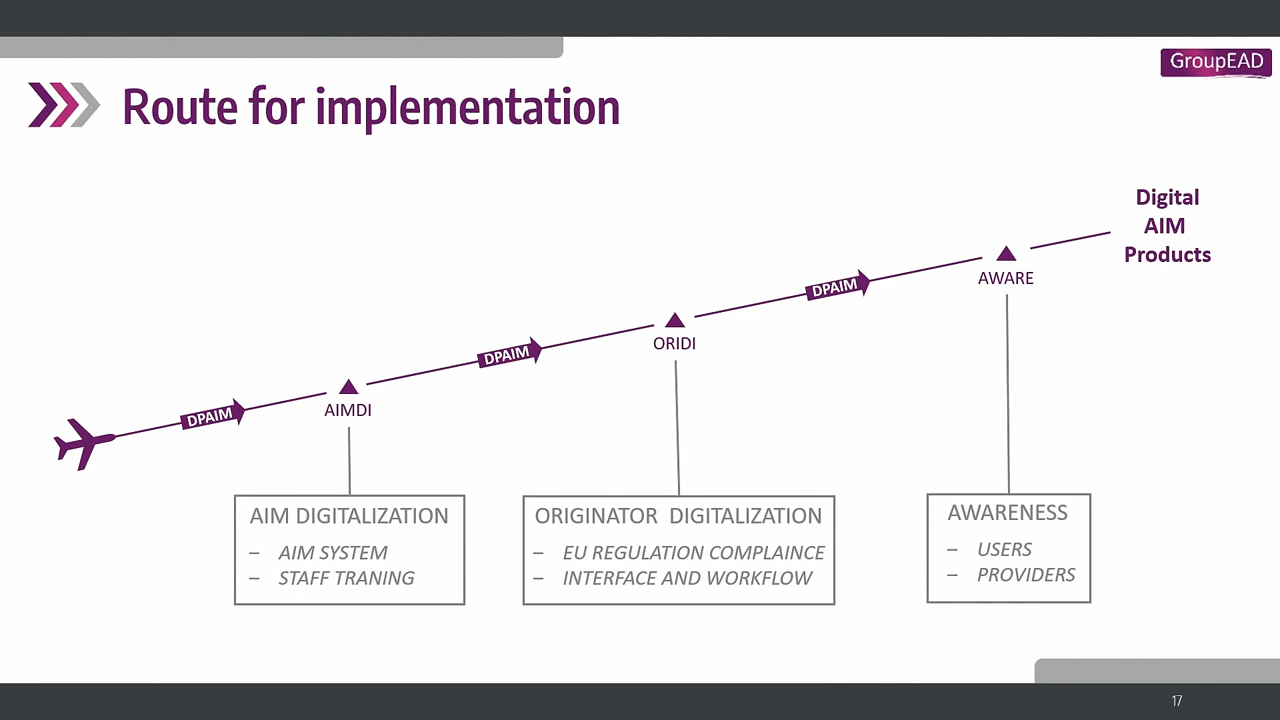 GroupEAD
Route for implementation
Digital
AIM
Products
AWARE
DPAIM
ORIDI
DPAIM
AIMDI
DPAIM
AIM DIGITALIZATION
– AIM SYSTEM
– STAFF TRANING
ORIGINATOR DIGITALIZATION
– EU REGULATION COMPLAINCE
– INTERFACE AND WORKFLOW
AWARENESS
– USERS
– PROVIDERS
17